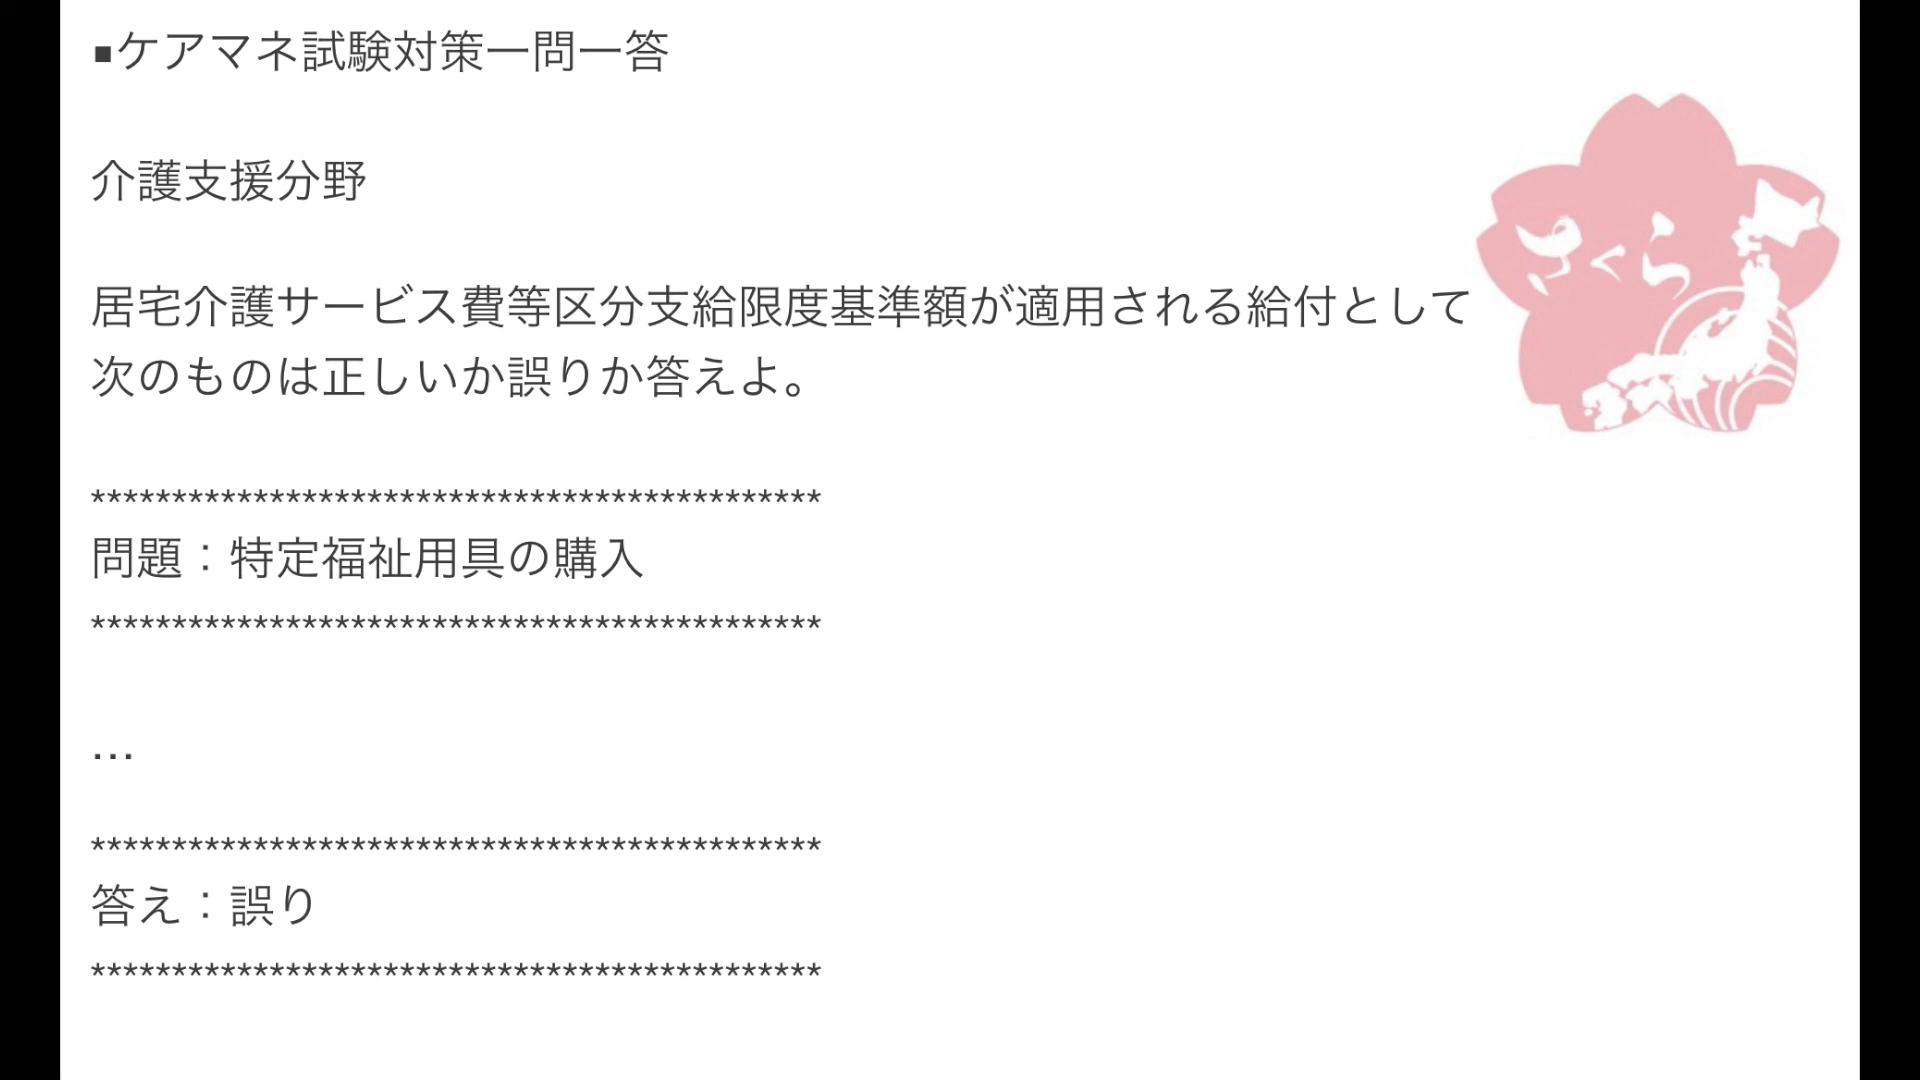 ▪ケアマネ試験対策一問一答
介護支援分野
居宅介護サービス費等区分支給限度基準額が適用される給付として
次のものは正しいか誤りか答えよ。
さくら
*********************************************
問題：特定福祉用具の購入
*********************************************
…
*********************************************
答え：誤り
*********************************************